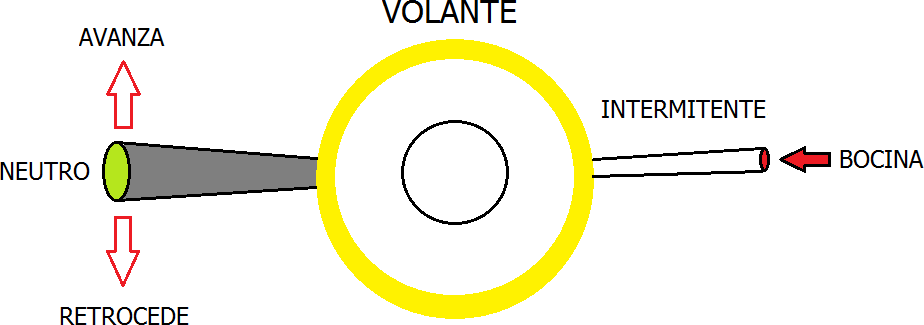 VOLANTE
AVANZA
INTERMITENTE
NEUTRO
BOCINA
RETROCEDE